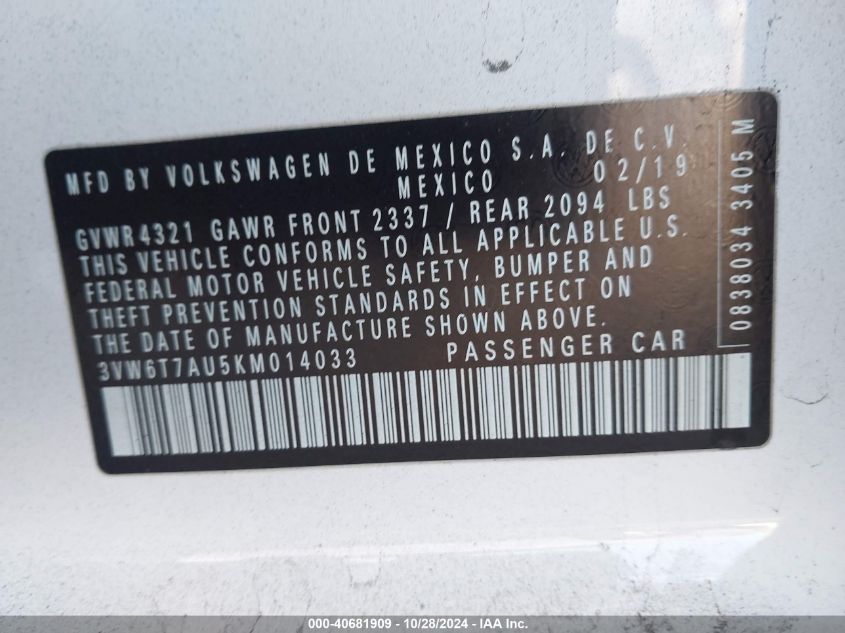 MFD BY VOLKSWAGEN DE MEXICO S.A. DE C.V.
MEXICO 02/19
GVWR 4321 GAWR FRONT 2337 / REAR 2094 LBS
THIS VEHICLE CONFORMS TO ALL APPLICABLE U.S.
FEDERAL MOTOR VEHICLE SAFETY, BUMPER AND
THEFT PREVENTION STANDARDS IN EFFECT ON
THE DATE OF MANUFACTURE SHOWN ABOVE.
3VW6T7AU5KM014033 PASSENGER CAR
0838034 3405 M
000-40681909 - 10/28/2024 - IAA Inc.